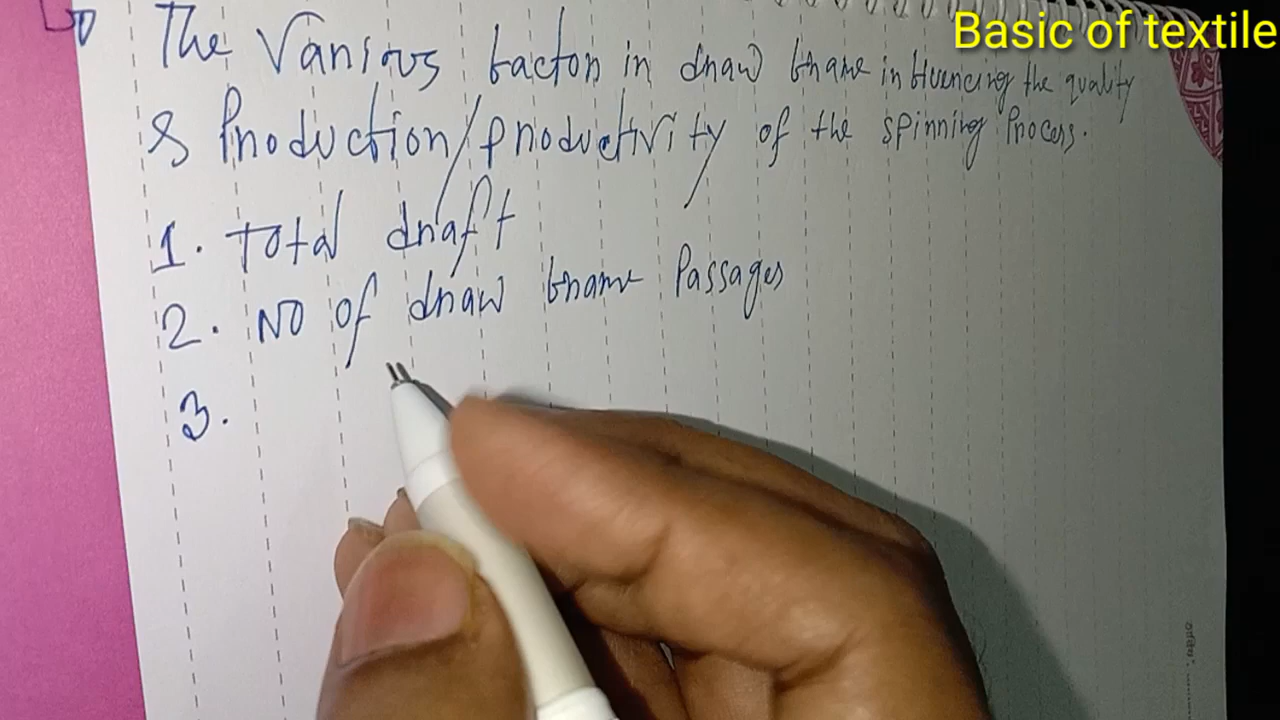 Basic of textile
The Various factor in draw frame influencing the quality
& Production/productivity of the spinning Process.
1. Total draft
2. No of draw frame Passages
3.